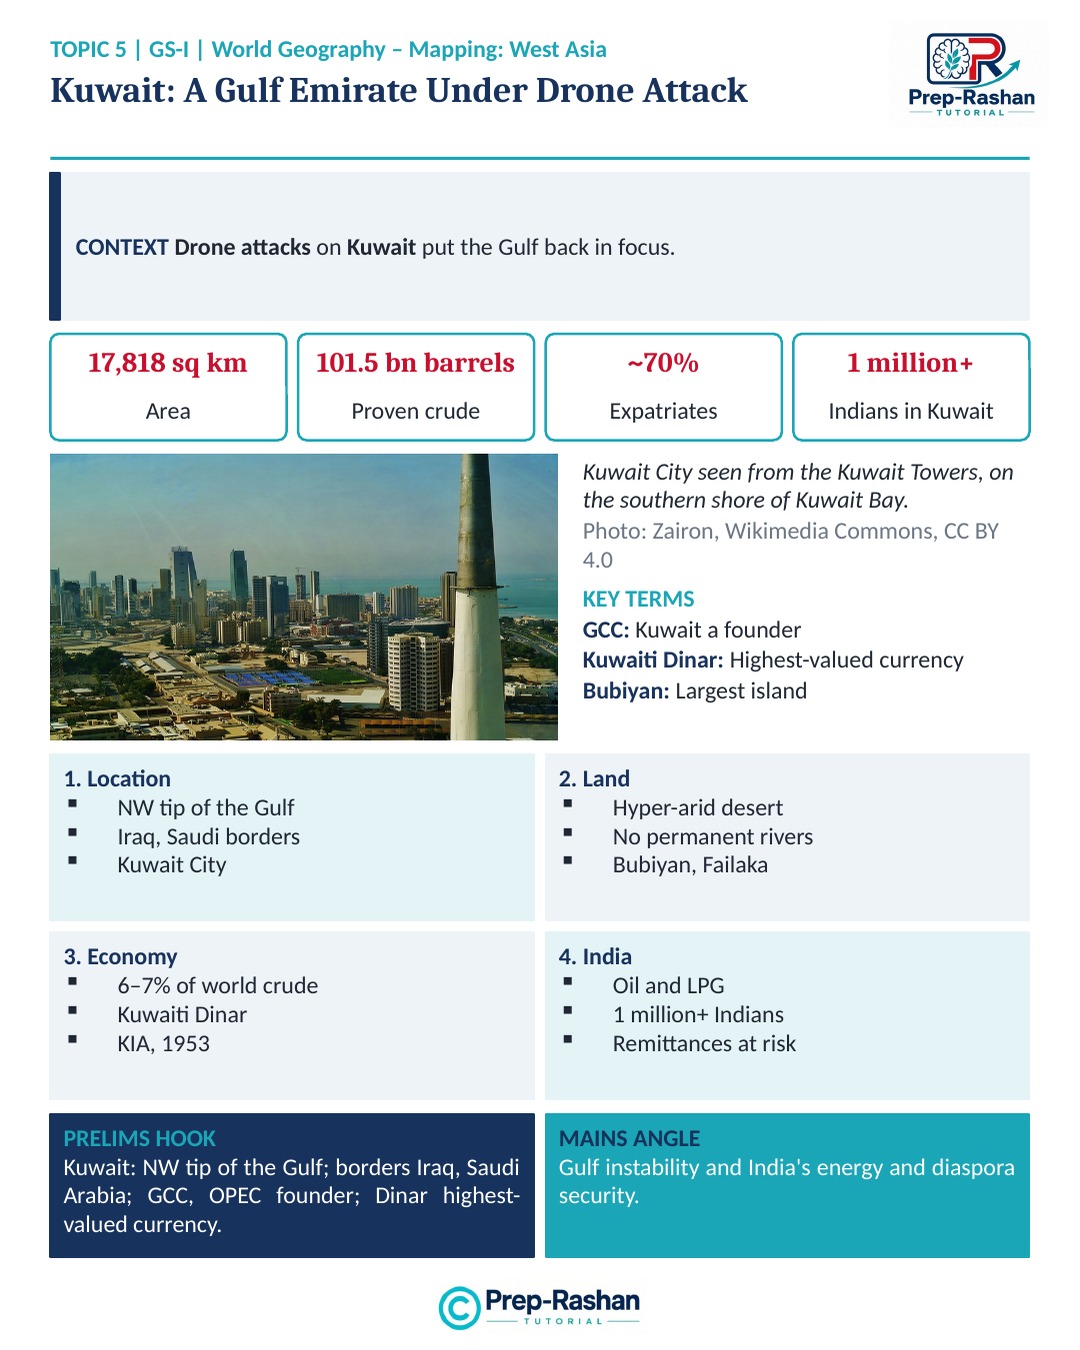 TOPIC 5 | GS-I | World Geography – Mapping: West Asia
Kuwait: A Gulf Emirate Under Drone Attack
PR
Prep-Rashan
TUTORIAL
CONTEXT Drone attacks on Kuwait put the Gulf back in focus.
17,818 sq km
Area
101.5 bn barrels
Proven crude
~70%
Expatriates
1 million+
Indians in Kuwait
Kuwait City seen from the Kuwait Towers, on
the southern shore of Kuwait Bay.
Photo: Zairon, Wikimedia Commons, CC BY
4.0
KEY TERMS
GCC: Kuwait a founder
Kuwaiti Dinar: Highest-valued currency
Bubiyan: Largest island
1. Location
▪ NW tip of the Gulf
▪ Iraq, Saudi borders
▪ Kuwait City
2. Land
▪ Hyper-arid desert
▪ No permanent rivers
▪ Bubiyan, Failaka
3. Economy
▪ 6–7% of world crude
▪ Kuwaiti Dinar
▪ KIA, 1953
4. India
▪ Oil and LPG
▪ 1 million+ Indians
▪ Remittances at risk
PRELIMS HOOK
Kuwait: NW tip of the Gulf; borders Iraq, Saudi
Arabia; GCC, OPEC founder; Dinar highest-
valued currency.
MAINS ANGLE
Gulf instability and India's energy and diaspora
security.
© Prep-Rashan
TUTORIAL